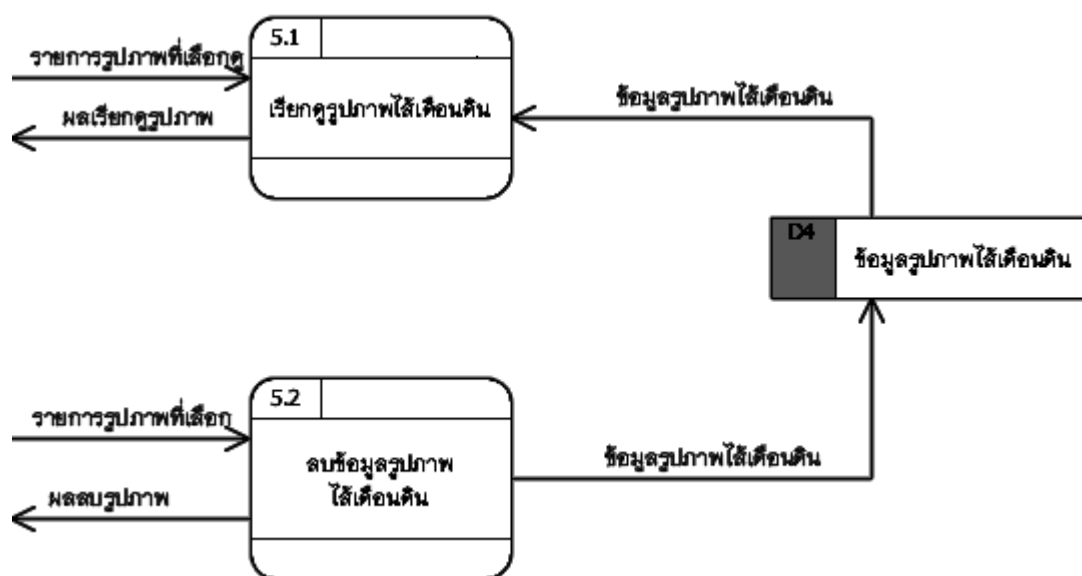 5.1
รายการรูปภาพที่เลือกดู
เรียกดูรูปภาพไส้เดือนดิน
ผลเรียกดูรูปภาพ
ข้อมูลรูปภาพไส้เดือนดิน
D4
ข้อมูลรูปภาพไส้เดือนดิน
5.2
รายการรูปภาพที่เลือก
ลบข้อมูลรูปภาพ
ไส้เดือนดิน
ผลลบรูปภาพ
ข้อมูลรูปภาพไส้เดือนดิน